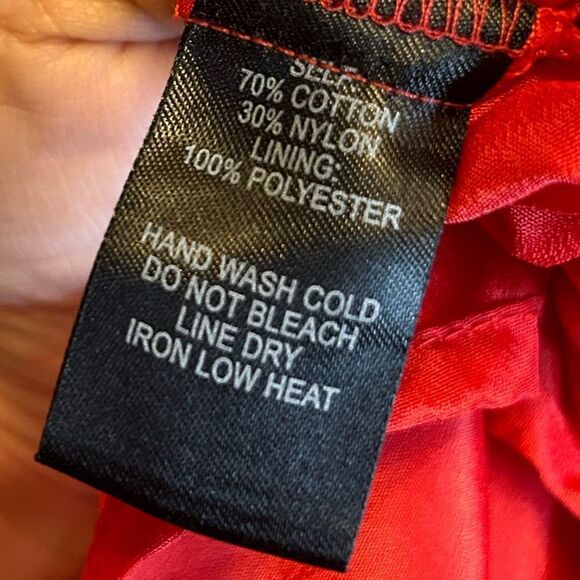 SELF
70% COTTON
30% NYLON
LINING:
100% POLYESTER
HAND WASH COLD
DO NOT BLEACH
LINE DRY
IRON LOW HEAT